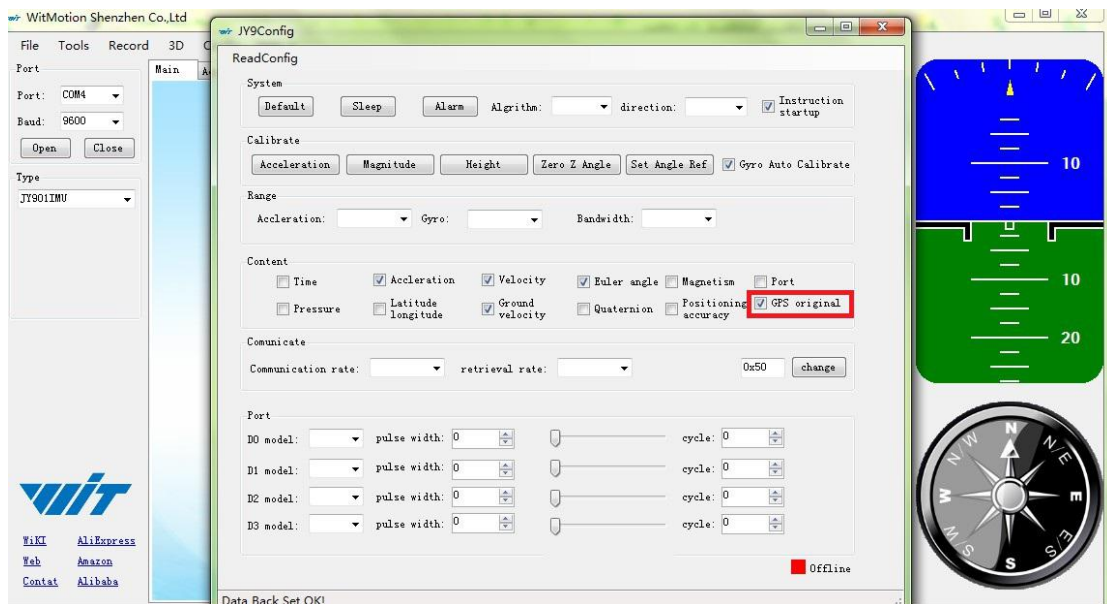 WitMotion Shenzhen Co.,Ltd
File Tools Record 3D
Port
Port: COM4
Baud: 9600
Open Close
Type
JY901IMU
WIT
WiKI AliExpress
Web Amazon
Contat Alibaba
Main
JY9Config
ReadConfig
System
Default Sleep Alarm Algrithm: direction: Instruction
startup
Calibrate
Acceleration Magnitude Height Zero Z Angle Set Angle Ref Gyro Auto Calibrate
Range
Accleration: Gyro: Bandwidth:
Content
Time Accleration Velocity Euler angle Magnetism Port
Pressure Latitude
longitude Ground
velocity Quaternion Positioning
accuracy GPS original
Comunicate
Communication rate: retrieval rate: 0x50 change
Port
D0 model: pulse width: 0 cycle: 0
D1 model: pulse width: 0 cycle: 0
D2 model: pulse width: 0 cycle: 0
D3 model: pulse width: 0 cycle: 0
Offline
Data Back Set OK!
10
10
20
N
N/W N/E
W E
S/W S/E
S